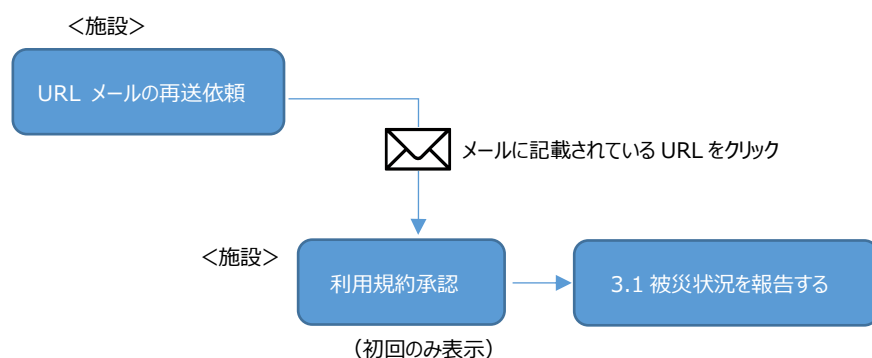 ＜施設＞
URL メールの再送依頼
メールに記載されている URL をクリック
＜施設＞
利用規約承認
3.1 被災状況を報告する
（初回のみ表示）